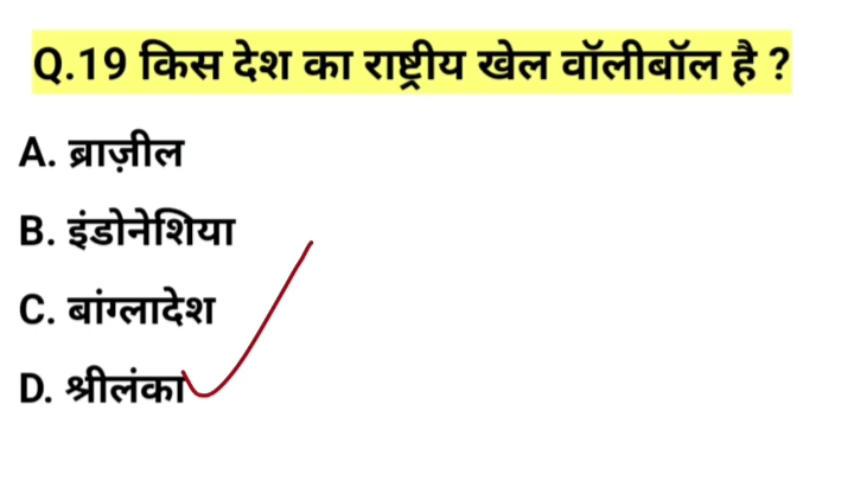 Q.19 किस देश का राष्ट्रीय खेल वॉलीबॉल है ?
A. ब्राज़ील
B. इंडोनेशिया
C. बांग्लादेश
D. श्रीलंका